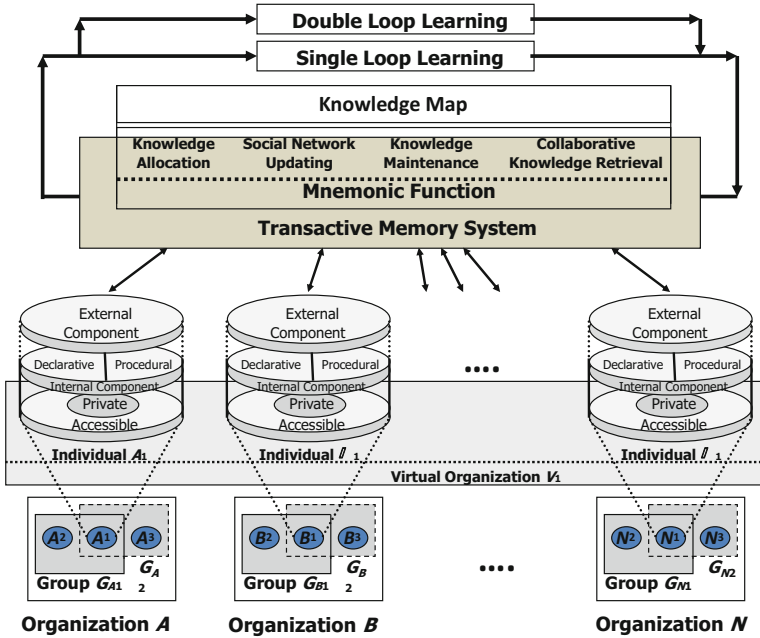 Double Loop Learning
Single Loop Learning
Knowledge Map
Knowledge Allocation
Social Network Updating
Knowledge Maintenance
Collaborative Knowledge Retrieval
Mnemonic Function
Transactive Memory System
External Component
Declarative Procedural
Internal Component
Private
Accessible
Individual A1
External Component
Declarative Procedural
Internal Component
Private
Accessible
Individual 1
....
External Component
Declarative Procedural
Internal Component
Private
Accessible
Individual 1
Virtual Organization V1
A2 A1 A3
Group GA1
GA2
Organization A
B2 B1 B3
Group GB1
GB2
Organization B
....
N2 N1 N3
Group GN1
GN2
Organization N